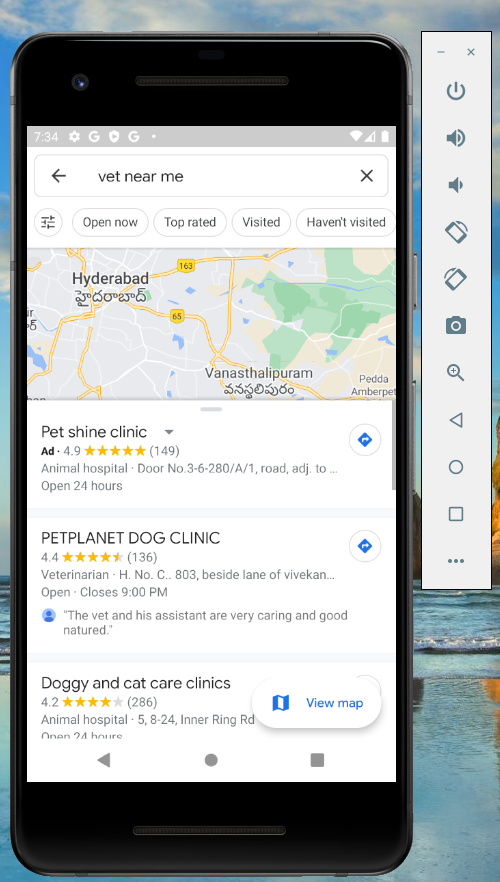 7:34
vet near me
Open now
Top rated
Visited
Haven't visited
163
Hyderabad
హైదరాబాద్
65
Vanasthalipuram
వనస్థలిపురం
Pedda
Amberpet
Pet shine clinic
Ad · 4.9 (149)
Animal hospital · Door No.3-6-280/A/1, road, adj. to ...
Open 24 hours
PETPLANET DOG CLINIC
4.4 (136)
Veterinarian · H. No. C.. 803, beside lane of vivekan...
Open · Closes 9:00 PM
"The vet and his assistant are very caring and good
natured."
Doggy and cat care clinics
4.2 (286)
Animal hospital · 5, 8-24, Inner Ring Rd
Open 24 hours
View map